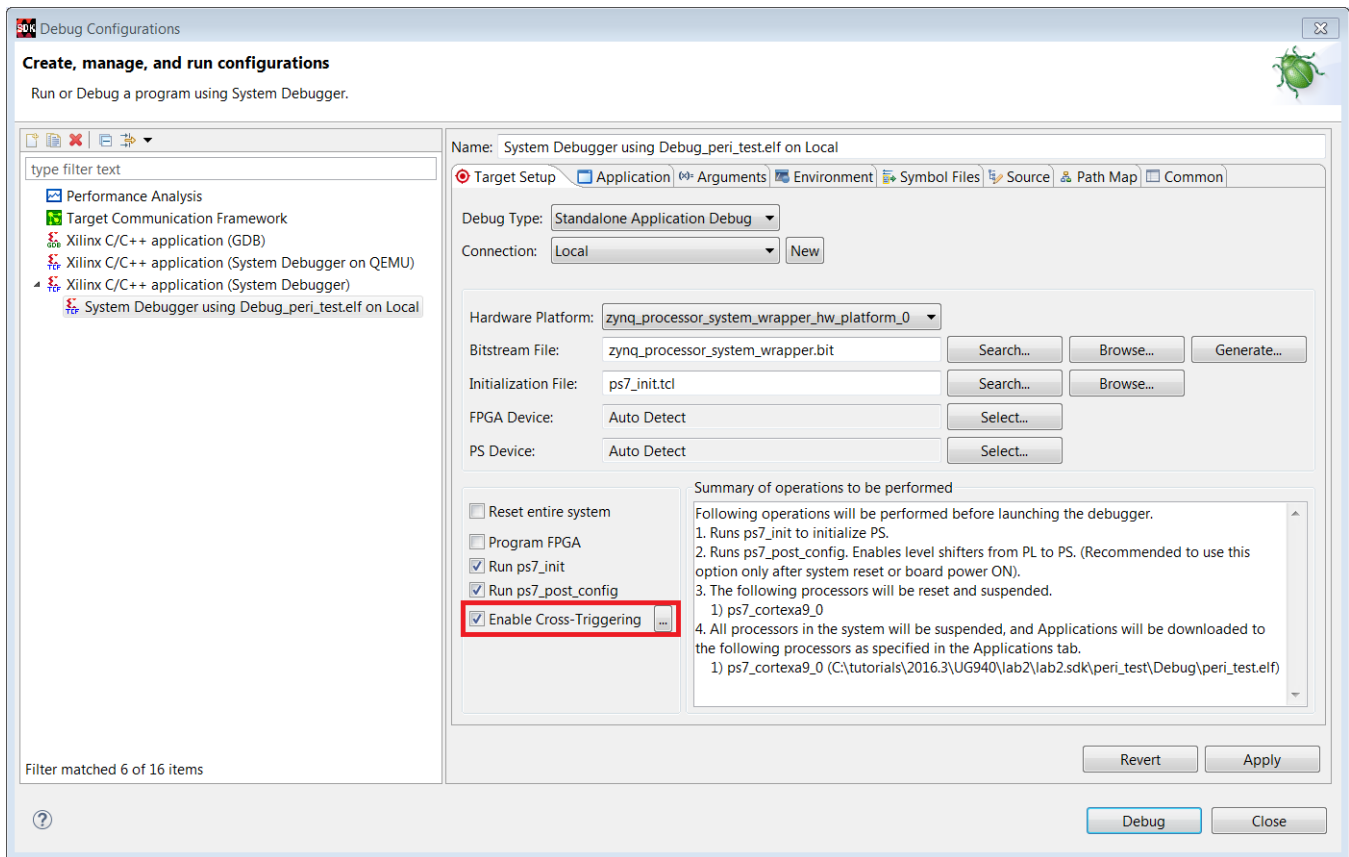 SDK Debug Configurations
Create, manage, and run configurations
Run or Debug a program using System Debugger.
type filter text
Performance Analysis
Target Communication Framework
GDB Xilinx C/C++ application (GDB)
TCF Xilinx C/C++ application (System Debugger on QEMU)
TCF Xilinx C/C++ application (System Debugger)
TCF System Debugger using Debug_peri_test.elf on Local
Filter matched 6 of 16 items
Name: System Debugger using Debug_peri_test.elf on Local
Target Setup Application (x)= Arguments Environment Symbol Files Source Path Map Common
Debug Type: Standalone Application Debug
Connection: Local New
Hardware Platform: zynq_processor_system_wrapper_hw_platform_0
Bitstream File: zynq_processor_system_wrapper.bit Search... Browse... Generate...
Initialization File: ps7_init.tcl Search... Browse...
FPGA Device: Auto Detect Select...
PS Device: Auto Detect Select...
Reset entire system
Program FPGA
Run ps7_init
Run ps7_post_config
Enable Cross-Triggering ...
Summary of operations to be performed
Following operations will be performed before launching the debugger.
1. Runs ps7_init to initialize PS.
2. Runs ps7_post_config. Enables level shifters from PL to PS. (Recommended to use this
option only after system reset or board power ON).
3. The following processors will be reset and suspended.
1) ps7_cortexa9_0
4. All processors in the system will be suspended, and Applications will be downloaded to
the following processors as specified in the Applications tab.
1) ps7_cortexa9_0 (C:\tutorials\2016.3\UG940\lab2\lab2.sdk\peri_test\Debug\peri_test.elf)
Revert Apply
? Debug Close